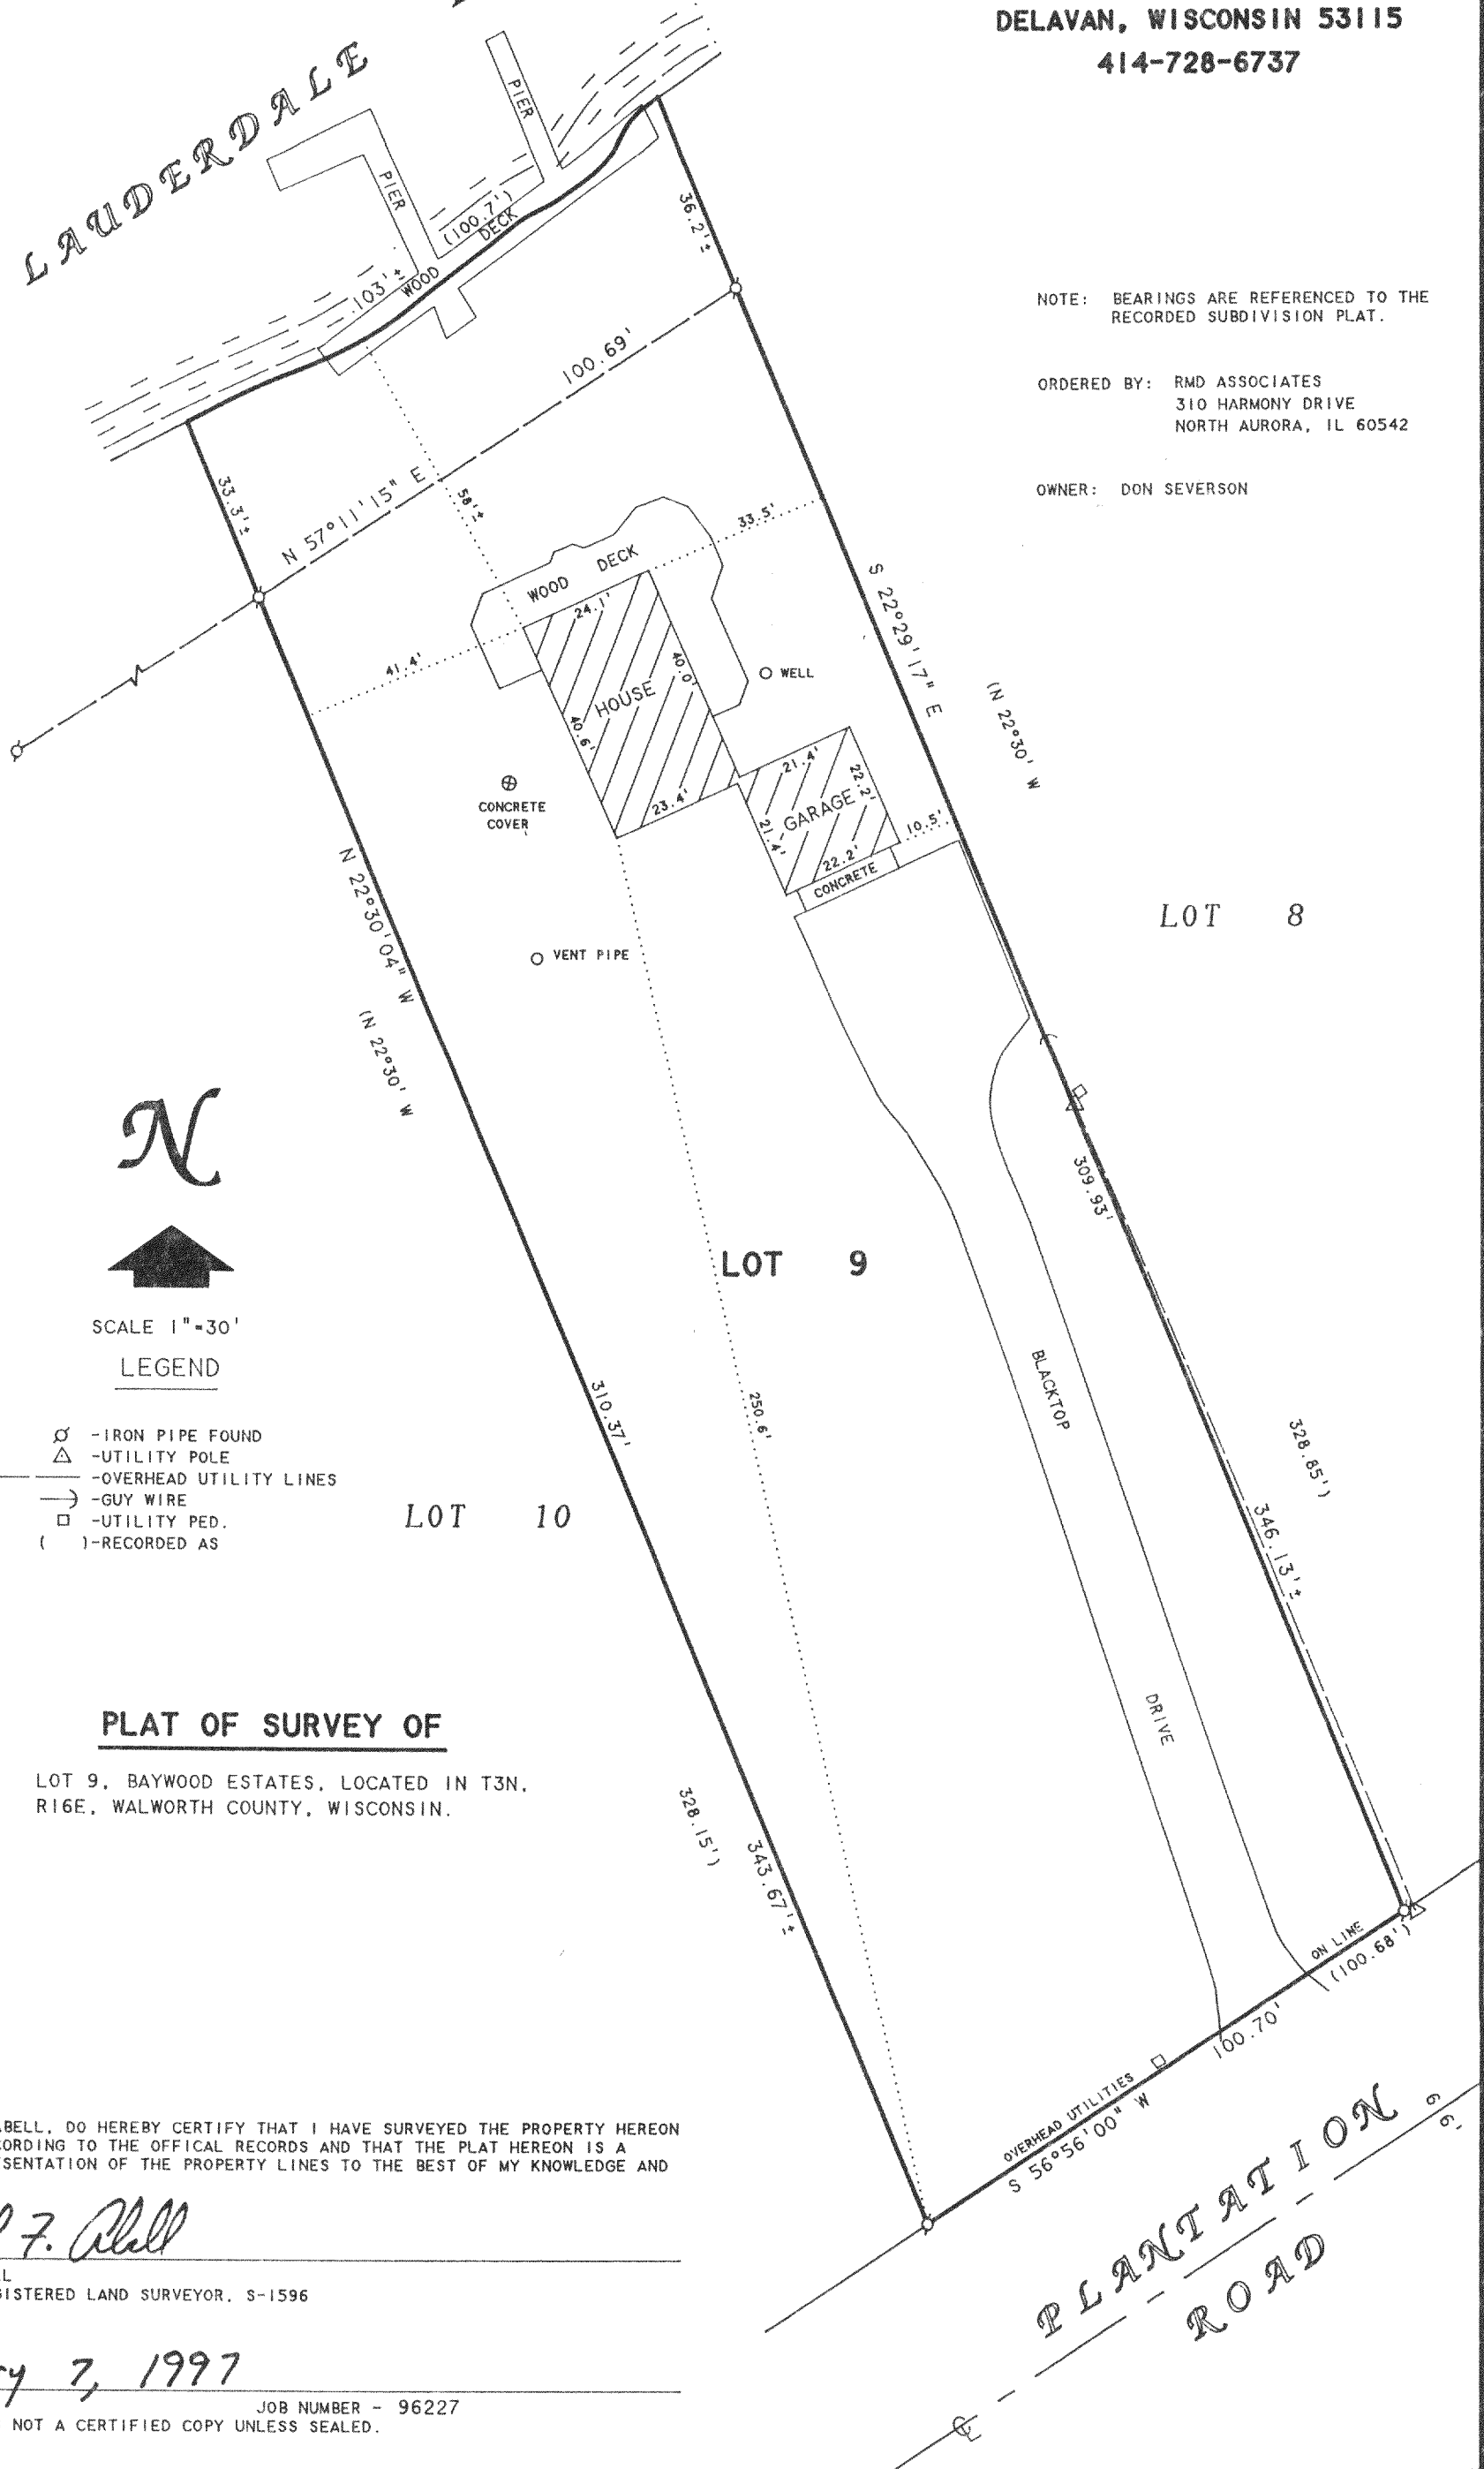 DELAVAN, WISCONSIN 53115
414-728-6737
LAUDERDALE
PIER
PIER
(100.7')
WOOD DECK
103'±
36.2'±
NOTE: BEARINGS ARE REFERENCED TO THE
RECORDED SUBDIVISION PLAT.
ORDERED BY: RMD ASSOCIATES
310 HARMONY DRIVE
NORTH AURORA, IL 60542
OWNER: DON SEVERSON
100.69'
N 57°11'15" E
33.3'±
58'±
33.5'
WOOD DECK
24.1'
41.4'
HOUSE
40.0'
40.6'
23.4'
WELL
S 22°29'17" E
(N 22°30' W
CONCRETE
COVER
21.4'
22.2'
GARAGE
21.4'
22.2'
10.5'
CONCRETE
LOT 8
N 22°30'04" W
(N 22°30' W
VENT PIPE
N
SCALE 1"=30'
LEGEND
-IRON PIPE FOUND
-UTILITY POLE
-OVERHEAD UTILITY LINES
-GUY WIRE
-UTILITY PED.
( )-RECORDED AS
309.93'
LOT 9
BLACKTOP
DRIVE
250.6'
310.37'
LOT 10
328.85')
346.13'±
PLAT OF SURVEY OF
LOT 9, BAYWOOD ESTATES, LOCATED IN T3N,
R16E, WALWORTH COUNTY, WISCONSIN.
328.15')
343.67'±
ON LINE
(100.68')
100.70'
OVERHEAD UTILITIES
S 56°56'00" W
PLANTATION
ROAD
66'
BELL, DO HEREBY CERTIFY THAT I HAVE SURVEYED THE PROPERTY HEREON
ORDING TO THE OFFICAL RECORDS AND THAT THE PLAT HEREON IS A
SENTATION OF THE PROPERTY LINES TO THE BEST OF MY KNOWLEDGE AND
F. Abell
L
ISTERED LAND SURVEYOR, S-1596
ry 7, 1997
JOB NUMBER - 96227
NOT A CERTIFIED COPY UNLESS SEALED.